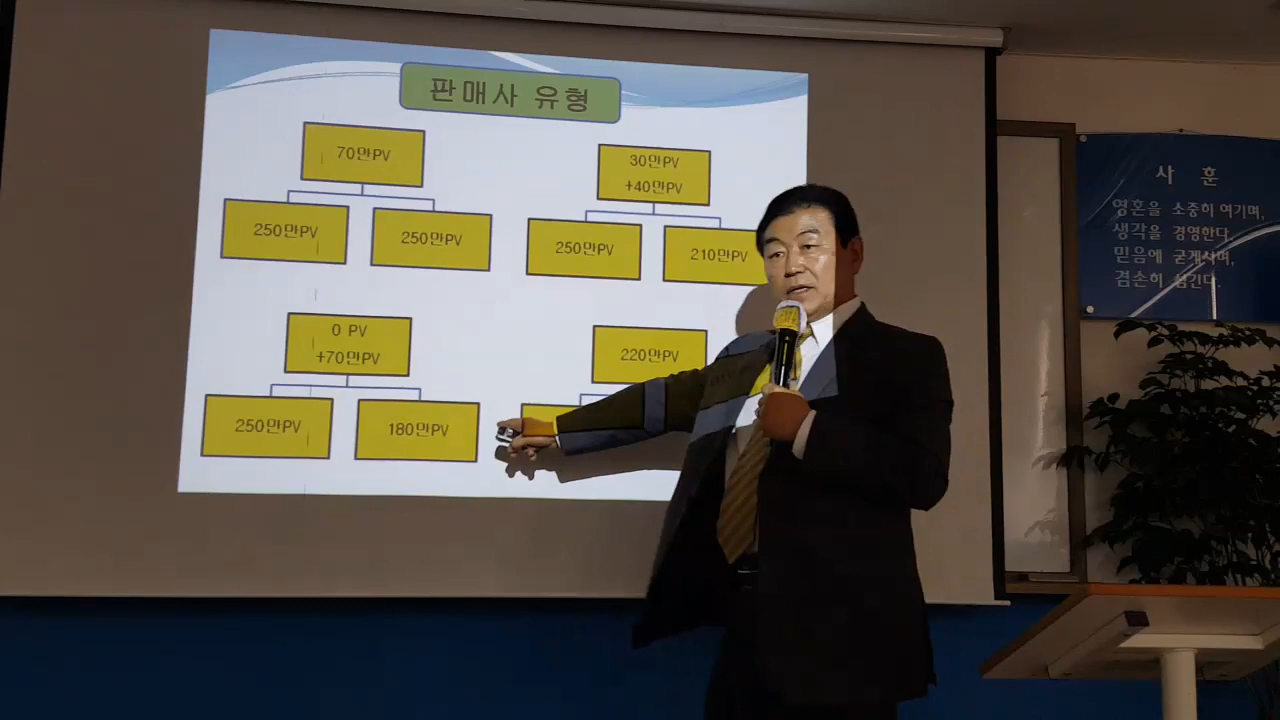 판매사 유형
70만PV
250만PV
250만PV
30만PV
+40만PV
250만PV
210만PV
0 PV
+70만PV
250만PV
180만PV
220만PV
사 훈
영혼을 소중히 여기며,
생각을 경영한다
믿음에 굳게서며,
겸손히 섬긴다.